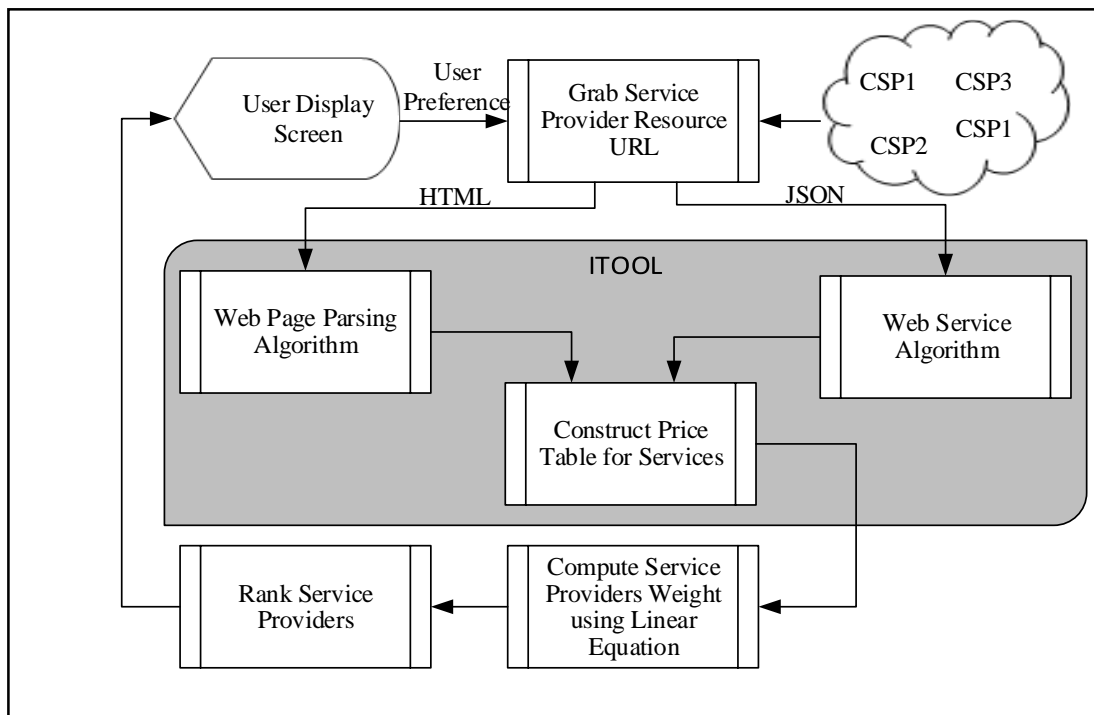 User Display
Screen
User
Preference
Grab Service
Provider Resource
URL
CSP1
CSP3
CSP2
CSP1
HTML
JSON
ITOOL
Web Page Parsing
Algorithm
Web Service
Algorithm
Construct Price
Table for Services
Rank Service
Providers
Compute Service
Providers Weight
using Linear
Equation